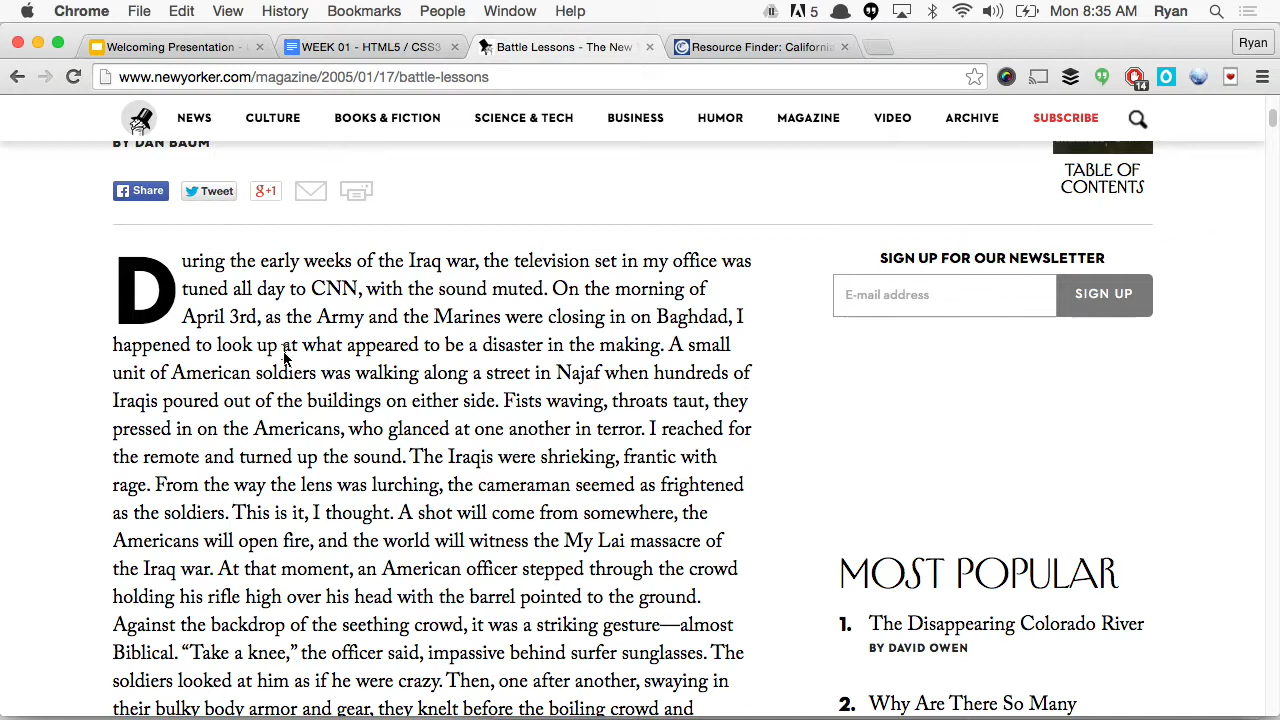 Chrome File Edit View History Bookmarks People Window Help 5 Mon 8:35 AM Ryan
Welcoming Presentation - WEEK 01 - HTML5 / CSS3 Battle Lessons - The New Resource Finder: California Ryan
www.newyorker.com/magazine/2005/01/17/battle-lessons 14
NEWS CULTURE BOOKS & FICTION SCIENCE & TECH BUSINESS HUMOR MAGAZINE VIDEO ARCHIVE SUBSCRIBE
BY DAN BAUM
Share Tweet g+1
TABLE OF
CONTENTS
During the early weeks of the Iraq war, the television set in my office was
tuned all day to CNN, with the sound muted. On the morning of
April 3rd, as the Army and the Marines were closing in on Baghdad, I
happened to look up at what appeared to be a disaster in the making. A small
unit of American soldiers was walking along a street in Najaf when hundreds of
Iraqis poured out of the buildings on either side. Fists waving, throats taut, they
pressed in on the Americans, who glanced at one another in terror. I reached for
the remote and turned up the sound. The Iraqis were shrieking, frantic with
rage. From the way the lens was lurching, the cameraman seemed as frightened
as the soldiers. This is it, I thought. A shot will come from somewhere, the
Americans will open fire, and the world will witness the My Lai massacre of
the Iraq war. At that moment, an American officer stepped through the crowd
holding his rifle high over his head with the barrel pointed to the ground.
Against the backdrop of the seething crowd, it was a striking gesture—almost
Biblical. “Take a knee,” the officer said, impassive behind surfer sunglasses. The
soldiers looked at him as if he were crazy. Then, one after another, swaying in
their bulky body armor and gear, they knelt before the boiling crowd and
SIGN UP FOR OUR NEWSLETTER
E-mail address SIGN UP
MOST POPULAR
1. The Disappearing Colorado River
BY DAVID OWEN
2. Why Are There So Many